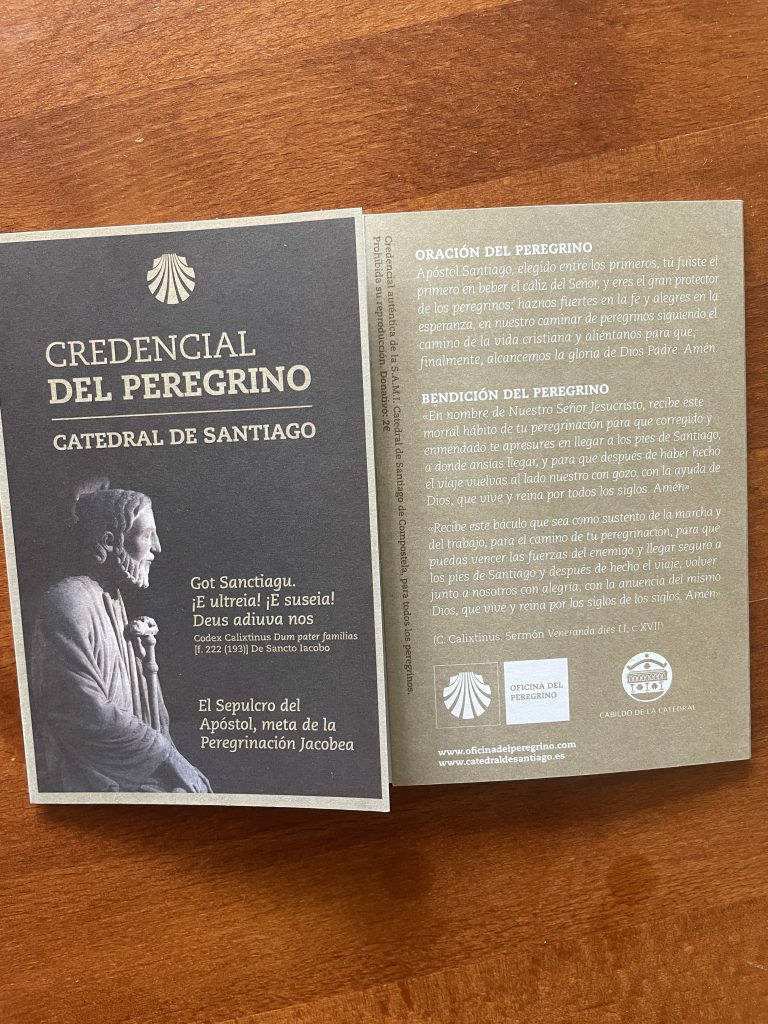 CREDENCIAL
DEL PEREGRINO
CATEDRAL DE SANTIAGO
Got Sanctiagu.
¡E ultreia! ¡E suseia!
Deus adiuva nos
Codex Calixtinus Dum pater familias
[f. 222 (193)] De Sancto Iacobo
El Sepulcro del
Apóstol, meta de la
Peregrinación Jacobea
Credencial auténtica de la S.A.M.I. Catedral de Santiago de Compostela, para todos los peregrinos.
Prohibida su reproducción. Donativo: 2€
ORACIÓN DEL PEREGRINO
Apóstol Santiago, elegido entre los primeros, tú fuiste el
primero en beber el cáliz del Señor, y eres el gran protector
de los peregrinos; haznos fuertes en la fe y alegres en la
esperanza, en nuestro caminar de peregrinos siguiendo el
camino de la vida cristiana y aliéntanos para que,
finalmente, alcancemos la gloria de Dios Padre. Amén.
BENDICIÓN DEL PEREGRINO
«En nombre de Nuestro Señor Jesucristo, recibe este
morral hábito de tu peregrinación para que corregido y
enmendado te apresures en llegar a los pies de Santiago,
a donde ansías llegar, y para que después de haber hecho
el viaje vuelvas al lado nuestro con gozo, con la ayuda de
Dios, que vive y reina por todos los siglos. Amén».
«Recibe este báculo que sea como sustento de la marcha y
del trabajo, para el camino de tu peregrinación, para que
puedas vencer las fuerzas del enemigo y llegar seguro a
los pies de Santiago y después de hecho el viaje, volver
junto a nosotros con alegría, con la anuencia del mismo
Dios, que vive y reina por todos los siglos de los siglos. Amén»
(C. Calixtinus. Sermón Veneranda dies I.I, c XVII)
OFICINA DEL
PEREGRINO
CABILDO DE LA CATEDRAL
www.oficinadelperegrino.com
www.catedraldesantiago.es